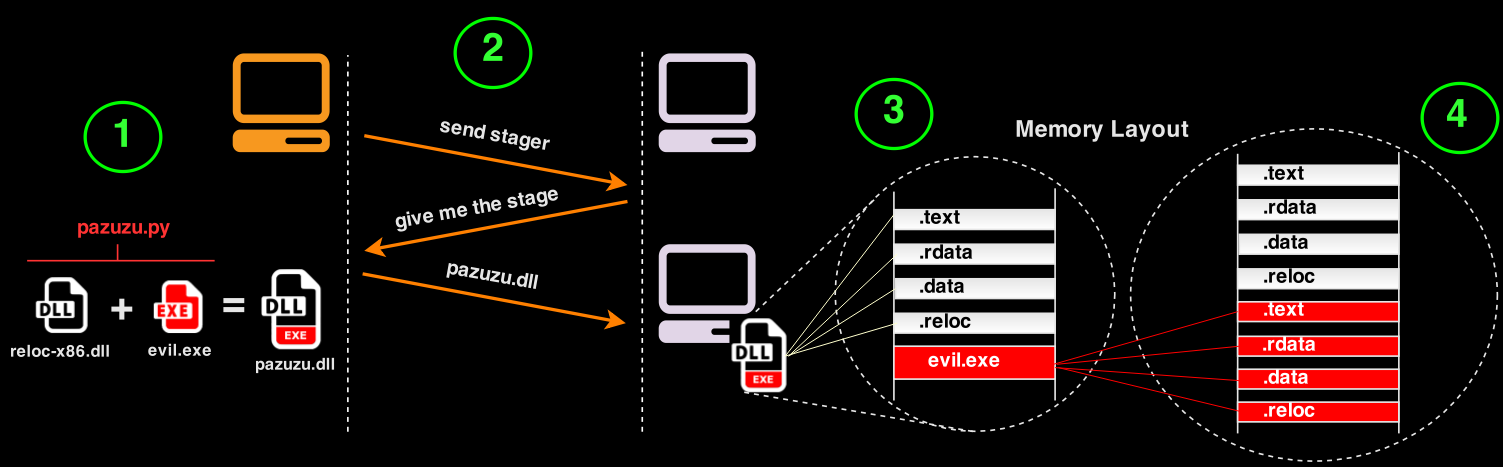 1
pazuzu.py
DLL
+
EXE
=
DLL
EXE
reloc-x86.dll
evil.exe
pazuzu.dll
2
send stager
give me the stage
pazuzu.dll
DLL
EXE
3
Memory Layout
.text
.rdata
.data
.reloc
evil.exe
4
.text
.rdata
.data
.reloc
.text
.rdata
.data
.reloc